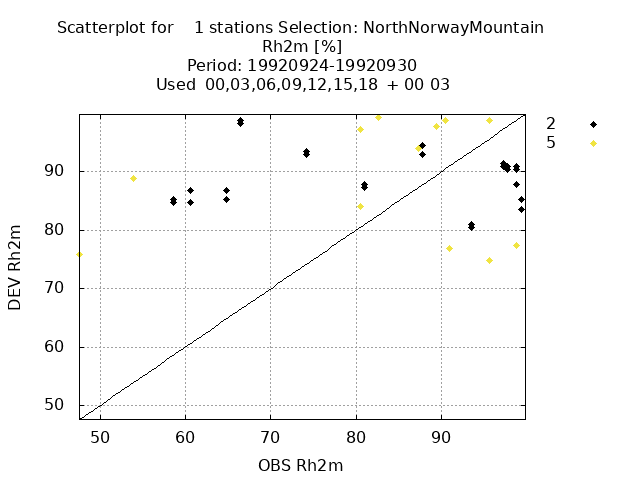 Scatterplot for    1 stations Selection: NorthNorwayMountain
Rh2m [%]
Period: 19920924-19920930
Used  00,03,06,09,12,15,18  + 00 03
2
5
DEV Rh2m
90
80
70
60
50
50 60 70 80 90
OBS Rh2m